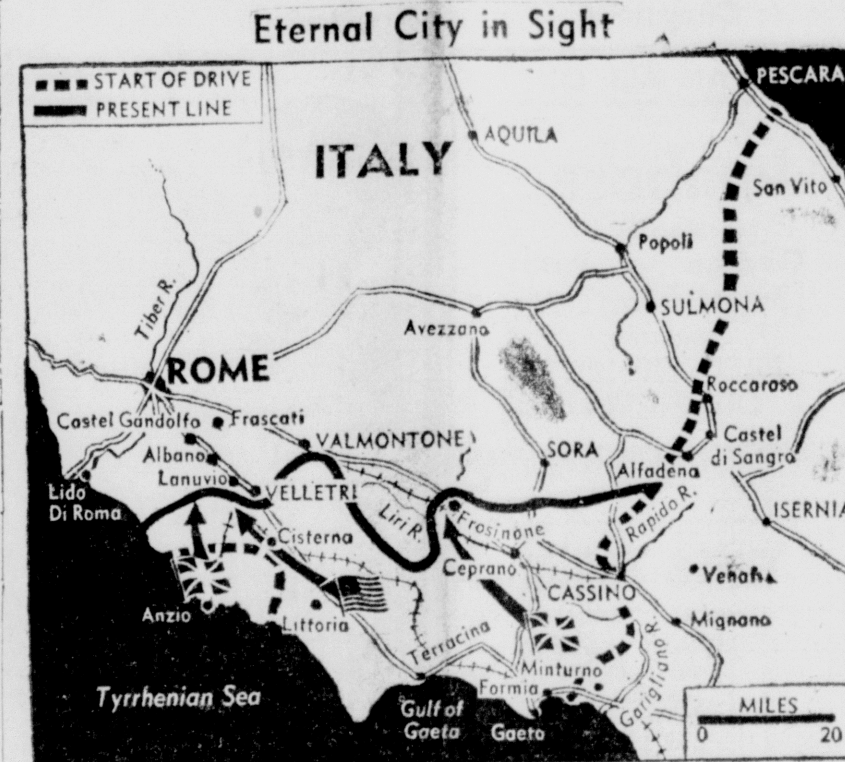 Eternal City in Sight
START OF DRIVE
PRESENT LINE
PESCARA
AQUILA
ITALY
San Vito
Popoli
Tiber R.
SULMONA
Avezzano
ROME
Roccaraso
Castel Gandolfo
Frascati
VALMONTONE
Castel
di Sangro
SORA
Albano
Alfadena
Lanuvio
VELLETRI
Lido
Di Roma
Liri R.
Frosinone
Rapido R.
ISERNIA
Cisterna
Ceprano
CASSINO
Anzio
Littoria
Mignano
Terracina
Minturno
Garigliano R.
Formia
Tyrrhenian Sea
Gulf of
Gaeta
Gaeta
MILES
0 20